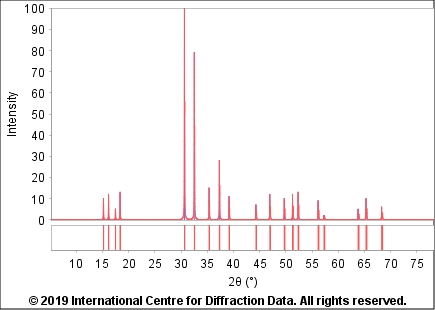 100
90
80
70
60
50
40
30
20
10
0
Intensity
10 15 20 25 30 35 40 45 50 55 60 65 70 75
2θ (°)
© 2019 International Centre for Diffraction Data. All rights reserved.